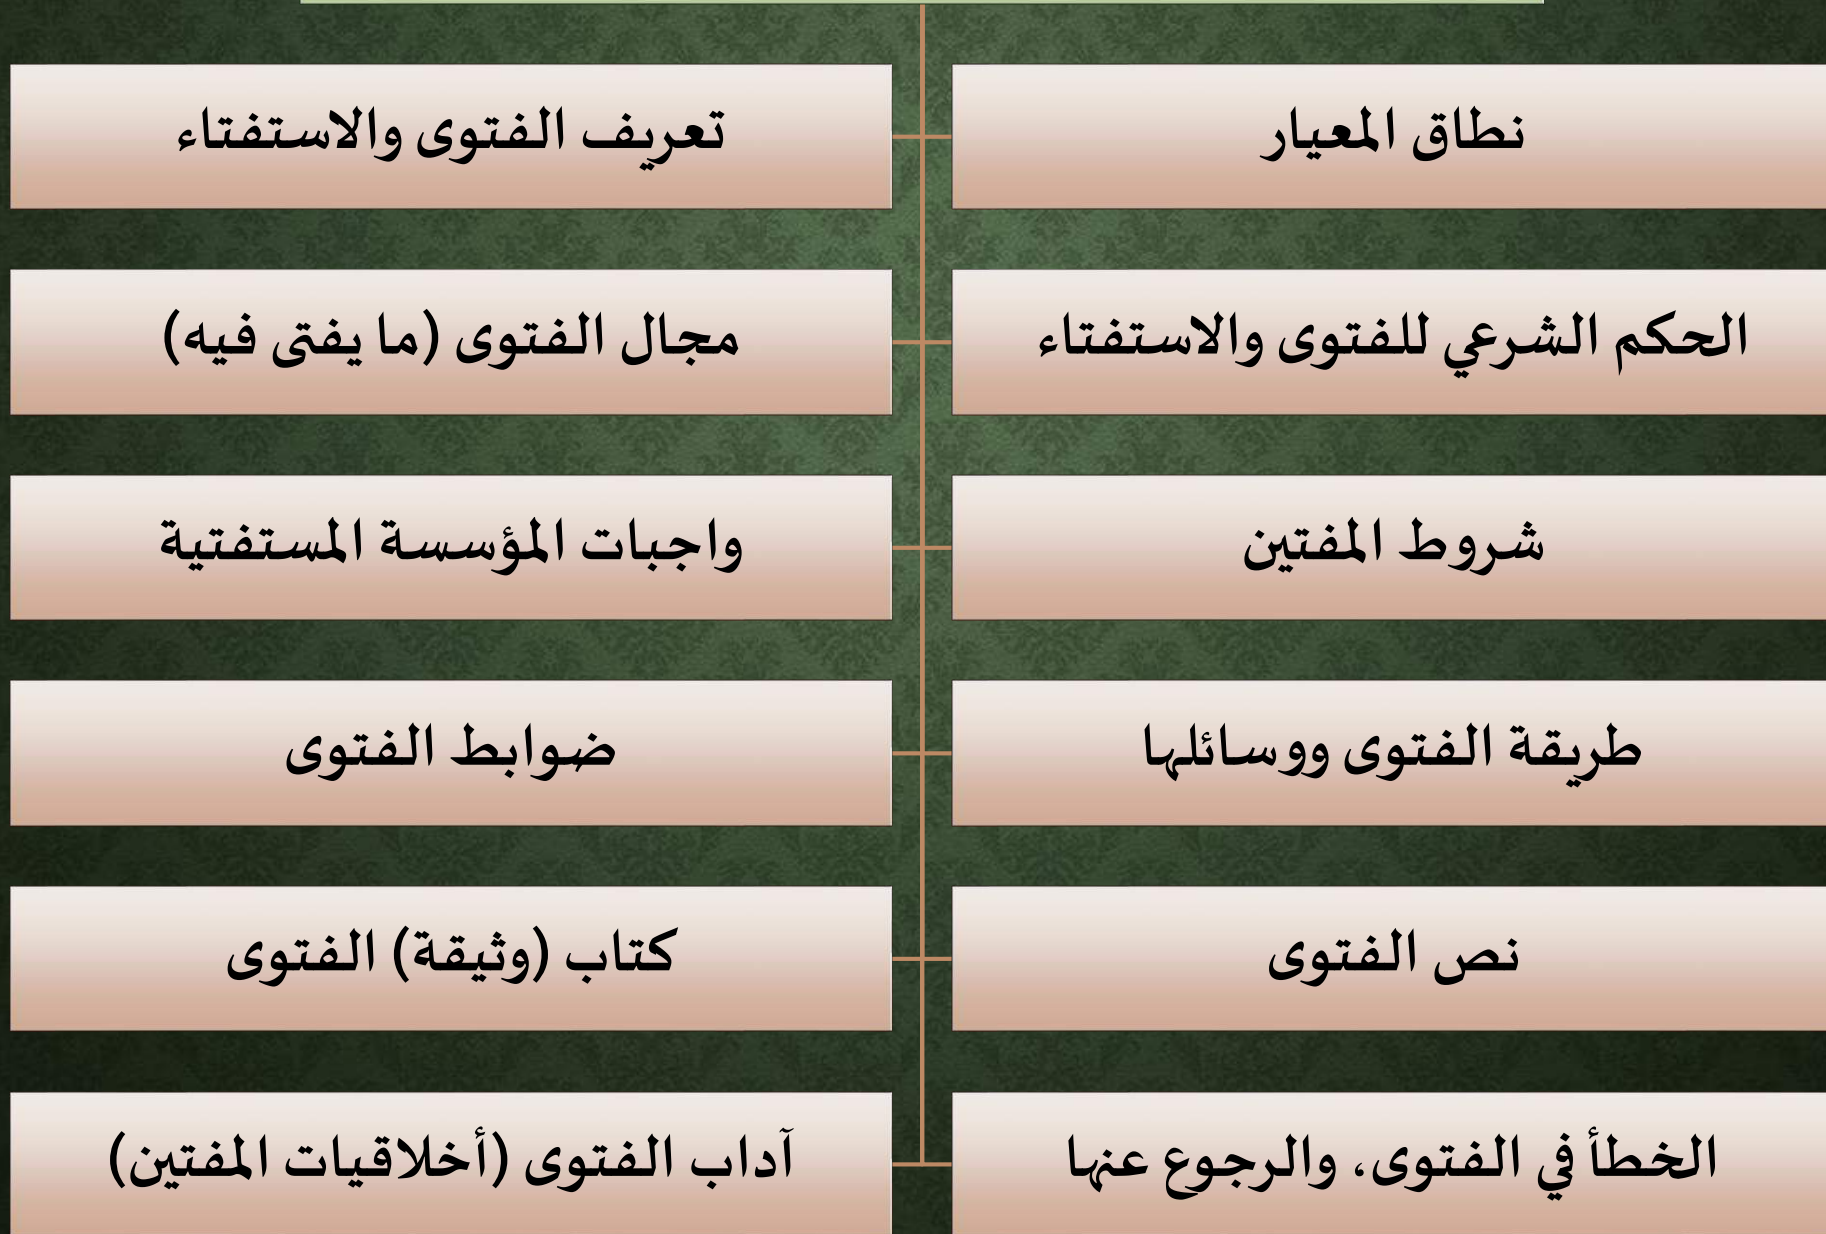 نطاق المعيار
تعريف الفتوى والاستفتاء
الحكم الشرعي للفتوى والاستفتاء
مجال الفتوى (ما يفتى فيه)
شروط المفتين
واجبات المؤسسة المستفتية
طريقة الفتوى ووسائلها
ضوابط الفتوى
نص الفتوى
كتاب (وثيقة) الفتوى
الخطأ في الفتوى، والرجوع عنها
آداب الفتوى (أخلاقيات المفتين)